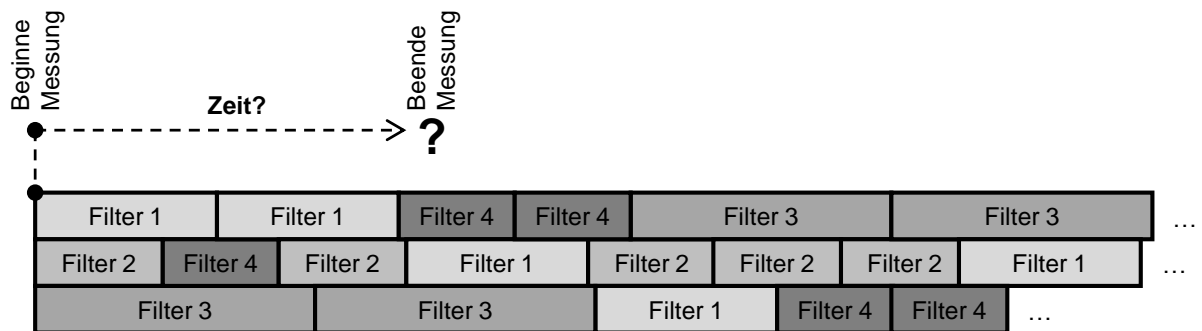 Beginne
Messung
Zeit?
Beende
Messung
?
Filter 1 Filter 1 Filter 4 Filter 4 Filter 3 Filter 3 ...
Filter 2 Filter 4 Filter 2 Filter 1 Filter 2 Filter 2 Filter 2 Filter 1 ...
Filter 3 Filter 3 Filter 1 Filter 4 Filter 4 ...